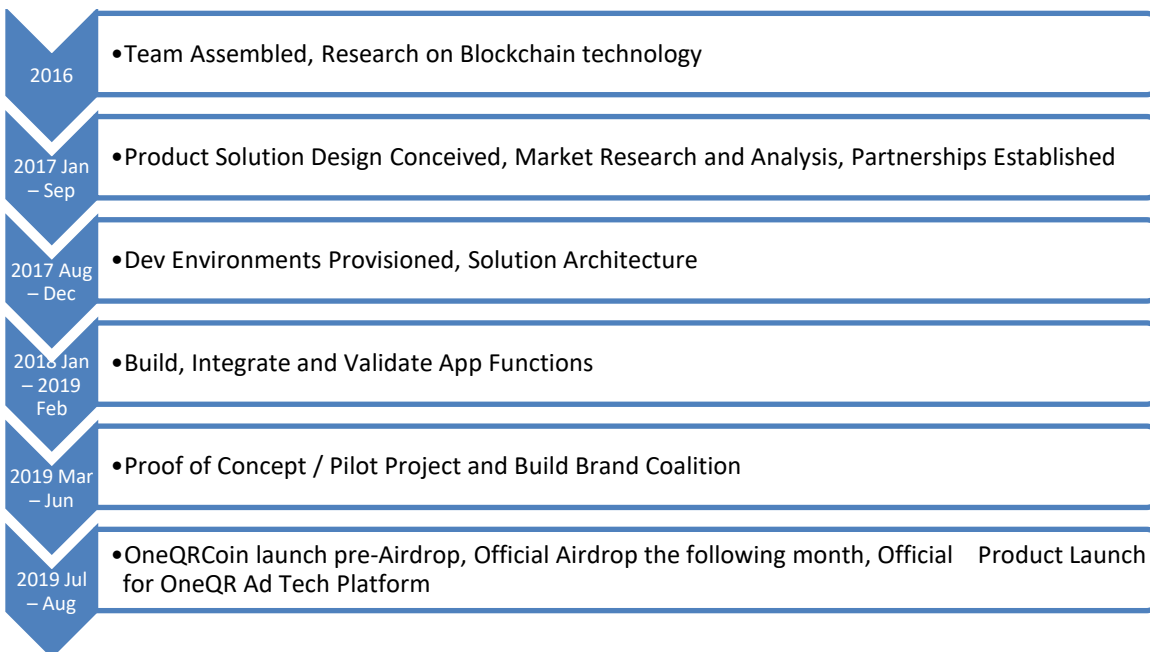 2016
•Team Assembled, Research on Blockchain technology
2017 Jan
– Sep
•Product Solution Design Conceived, Market Research and Analysis, Partnerships Established
2017 Aug
– Dec
•Dev Environments Provisioned, Solution Architecture
2018 Jan
– 2019
Feb
•Build, Integrate and Validate App Functions
2019 Mar
– Jun
•Proof of Concept / Pilot Project and Build Brand Coalition
2019 Jul
– Aug
•OneQRCoin launch pre-Airdrop, Official Airdrop the following month, Official Product Launch
for OneQR Ad Tech Platform